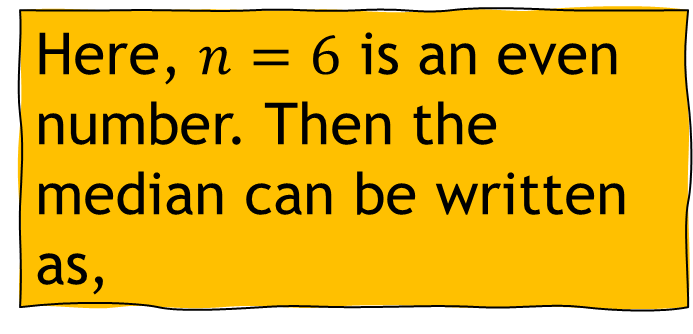 Here, 𝑛 = 6 is an even
number. Then the
median can be written
as,